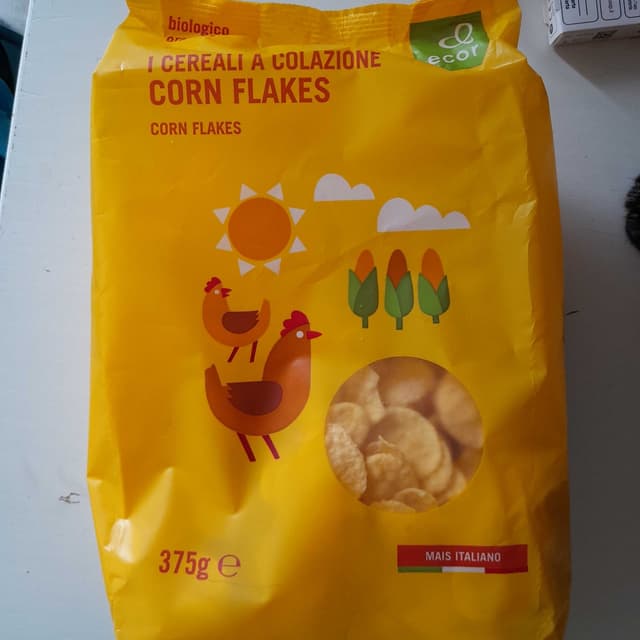 biologico
ecor
I CEREALI A COLAZIONE
CORN FLAKES
CORN FLAKES
375g e
MAIS ITALIANO